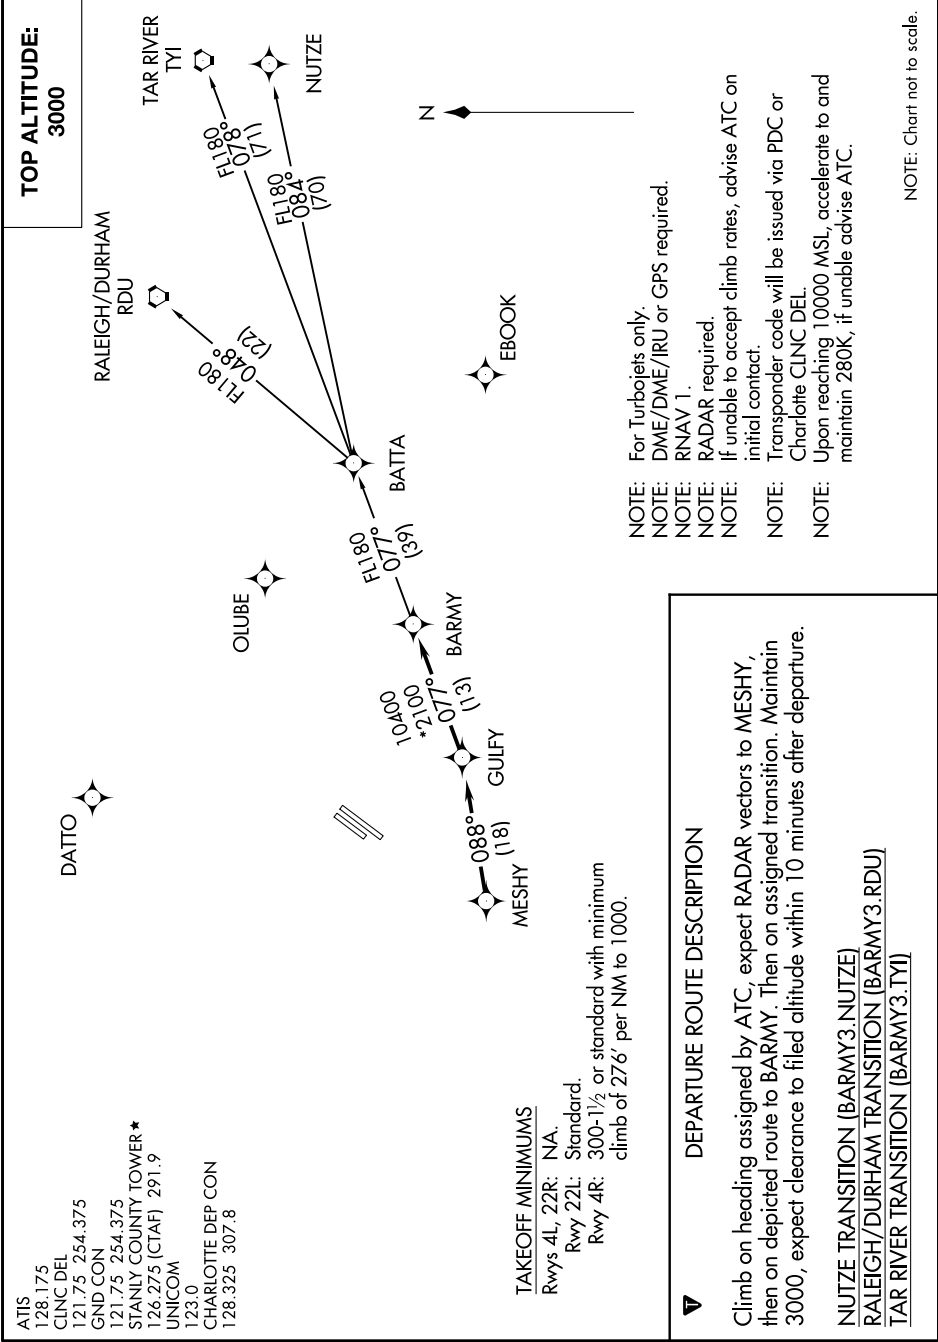 TOP ALTITUDE:
3000
ATIS
128.175
CLNC DEL
121.75 254.375
GND CON
121.75 254.375
STANLY COUNTY TOWER★
126.275 (CTAF) 291.9
UNICOM
123.0
CHARLOTTE DEP CON
128.325 307.8
DATTO
OLUBE
RALEIGH/DURHAM
RDU
TAR RIVER
TYI
NUTZE
FL180
048°
(22)
FL180
078°
(71)
FL180
084°
(70)
N
BATTA
EBOOK
FL180
077°
(39)
BARMY
10400
*2100
077°
(13)
GULFY
088°
(18)
MESHY
TAKEOFF MINIMUMS
Rwys 4L, 22R: NA.
Rwy 22L: Standard.
Rwy 4R: 300-1½ or standard with minimum
climb of 276' per NM to 1000.
NOTE: For Turbojets only.
NOTE: DME/DME/IRU or GPS required.
NOTE: RNAV 1.
NOTE: RADAR required.
NOTE: If unable to accept climb rates, advise ATC on
initial contact.
NOTE: Transponder code will be issued via PDC or
Charlotte CLNC DEL.
NOTE: Upon reaching 10000 MSL, accelerate to and
maintain 280K, if unable advise ATC.
NOTE: Chart not to scale.
T
DEPARTURE ROUTE DESCRIPTION
Climb on heading assigned by ATC, expect RADAR vectors to MESHY,
then on depicted route to BARMY. Then on assigned transition. Maintain
3000, expect clearance to filed altitude within 10 minutes after departure.
NUTZE TRANSITION (BARMY3.NUTZE)
RALEIGH/DURHAM TRANSITION (BARMY3.RDU)
TAR RIVER TRANSITION (BARMY3.TYI)